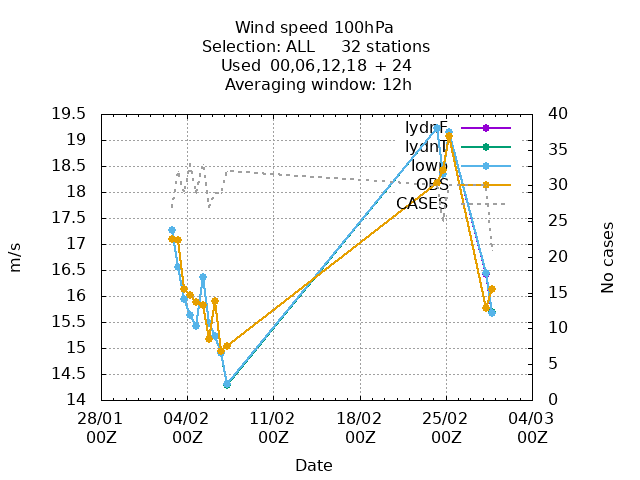 Wind speed 100hPa
Selection: ALL 32 stations
Used 00,06,12,18 + 24
Averaging window: 12h
19.5
19
18.5
18
17.5
17
16.5
16
15.5
15
14.5
14
m/s
40
35
30
25
20
15
10
5
0
No cases
lydnF
lydnT
lowp
OBS
CASES
28/01 04/02 11/02 18/02 25/02 04/03
00Z 00Z 00Z 00Z 00Z 00Z
Date